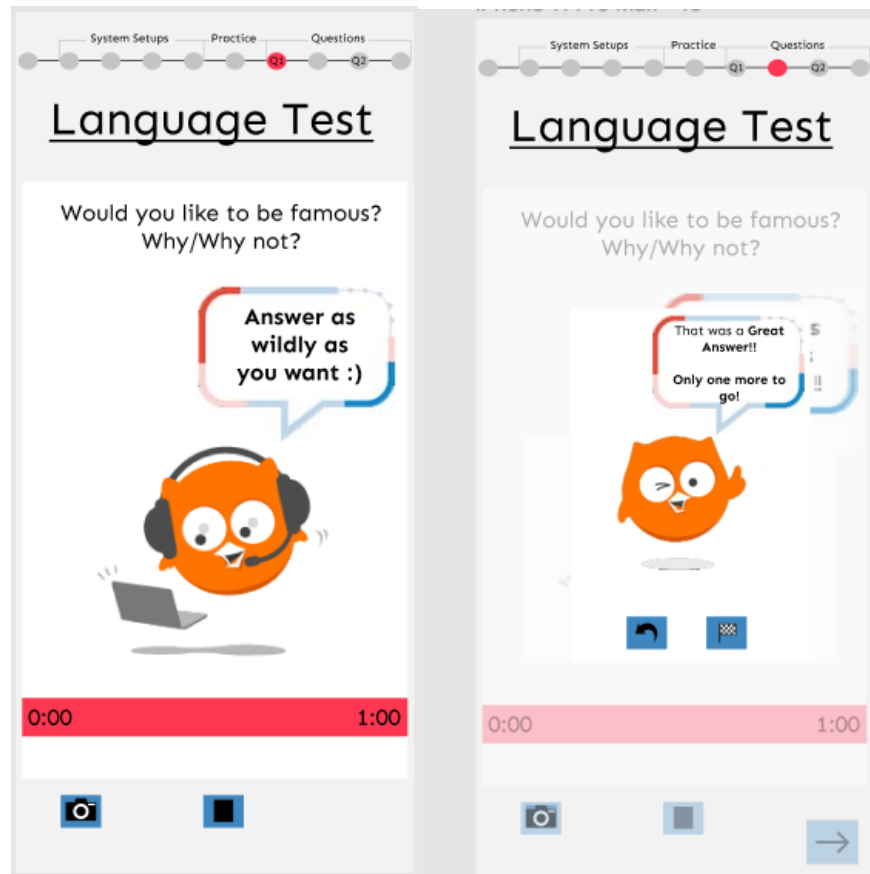 System Setups Practice Questions
Q1 Q2
Language Test
Would you like to be famous?
Why/Why not?
Answer as
wildly as
you want :)
0:00 1:00
System Setups Practice Questions
Q1 Q2
Language Test
Would you like to be famous?
Why/Why not?
That was a Great
Answer!!
Only one more to
go!
!!
0:00 1:00